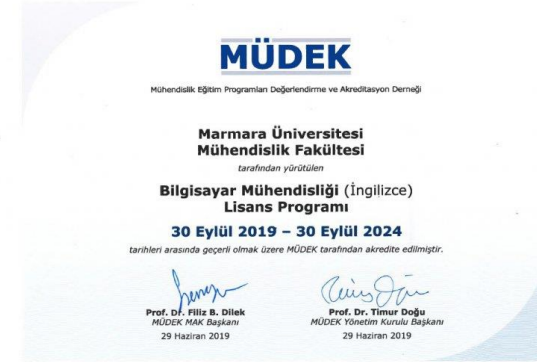 MÜDEK
Mühendislik Eğitim Programları Değerlendirme ve Akreditasyon Derneği
Marmara Üniversitesi
Mühendislik Fakültesi
tarafından yürütülen
Bilgisayar Mühendisliği (İngilizce)
Lisans Programı
30 Eylül 2019 – 30 Eylül 2024
tarihleri arasında geçerli olmak üzere MÜDEK tarafından akredite edilmiştir.
Prof. Dr. Filiz B. Dilek
MÜDEK MAK Başkanı
29 Haziran 2019
Prof. Dr. Timur Doğu
MÜDEK Yönetim Kurulu Başkanı
29 Haziran 2019